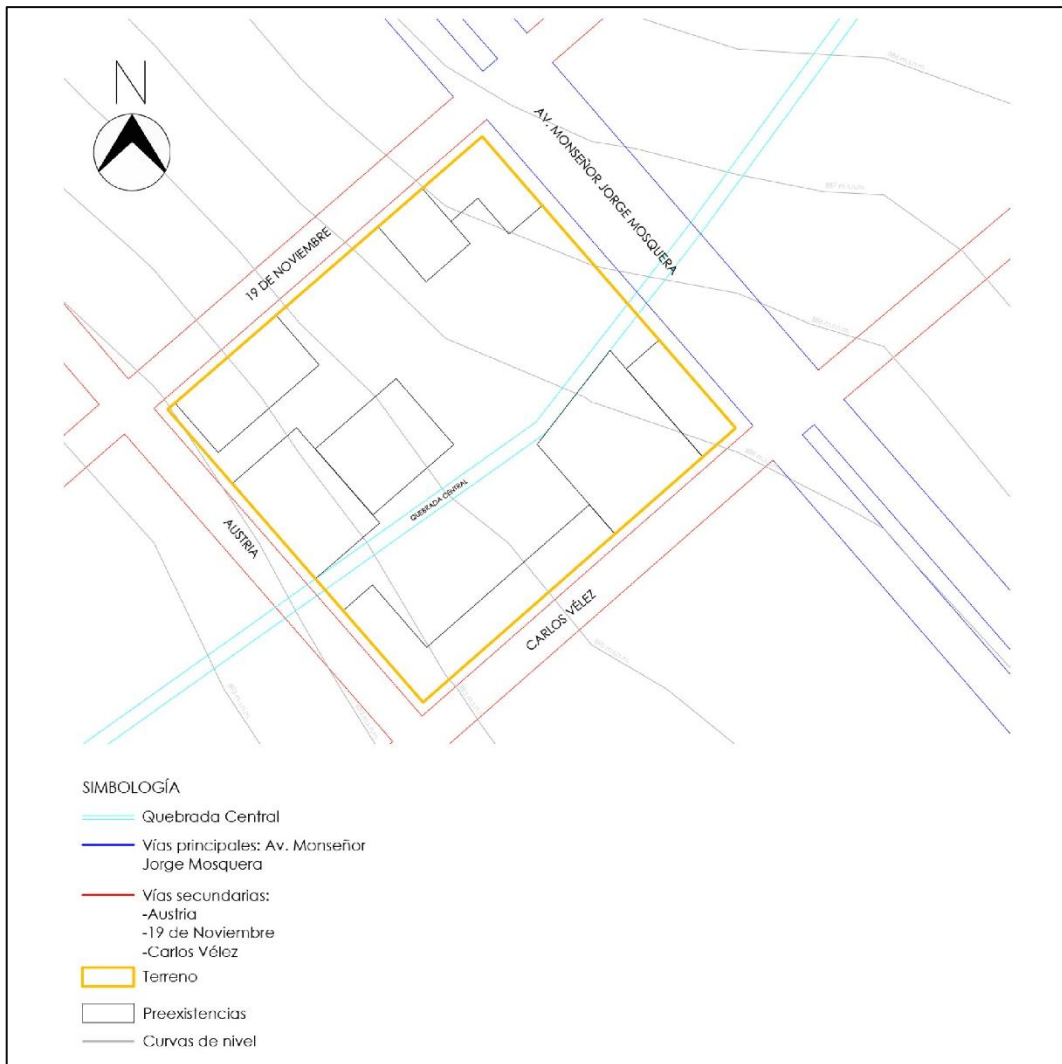 N
AV. MONSEÑOR JORGE MOSQUERA
19 DE NOVIEMBRE
QUEBRADA CENTRAL
AUSTRIA
CARLOS VÉLEZ
SIMBOLOGÍA
Quebrada Central
Vías principales: Av. Monseñor
Jorge Mosquera
Vías secundarias:
-Austria
-19 de Noviembre
-Carlos Vélez
Terreno
Preexistencias
Curvas de nivel